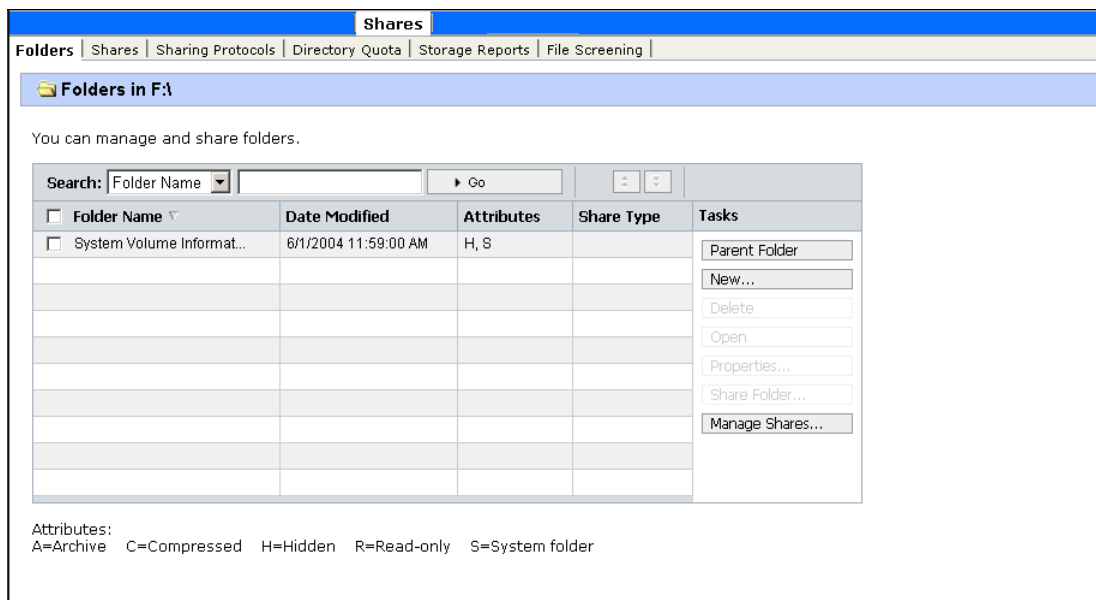 Shares
Folders Shares Sharing Protocols Directory Quota Storage Reports File Screening
Folders in F:\
You can manage and share folders.
Search: Folder Name Go
Folder Name Date Modified Attributes Share Type Tasks
System Volume Informat... 6/1/2004 11:59:00 AM H, S
Parent Folder
New...
Delete
Open
Properties...
Share Folder...
Manage Shares...
Attributes:
A=Archive C=Compressed H=Hidden R=Read-only S=System folder